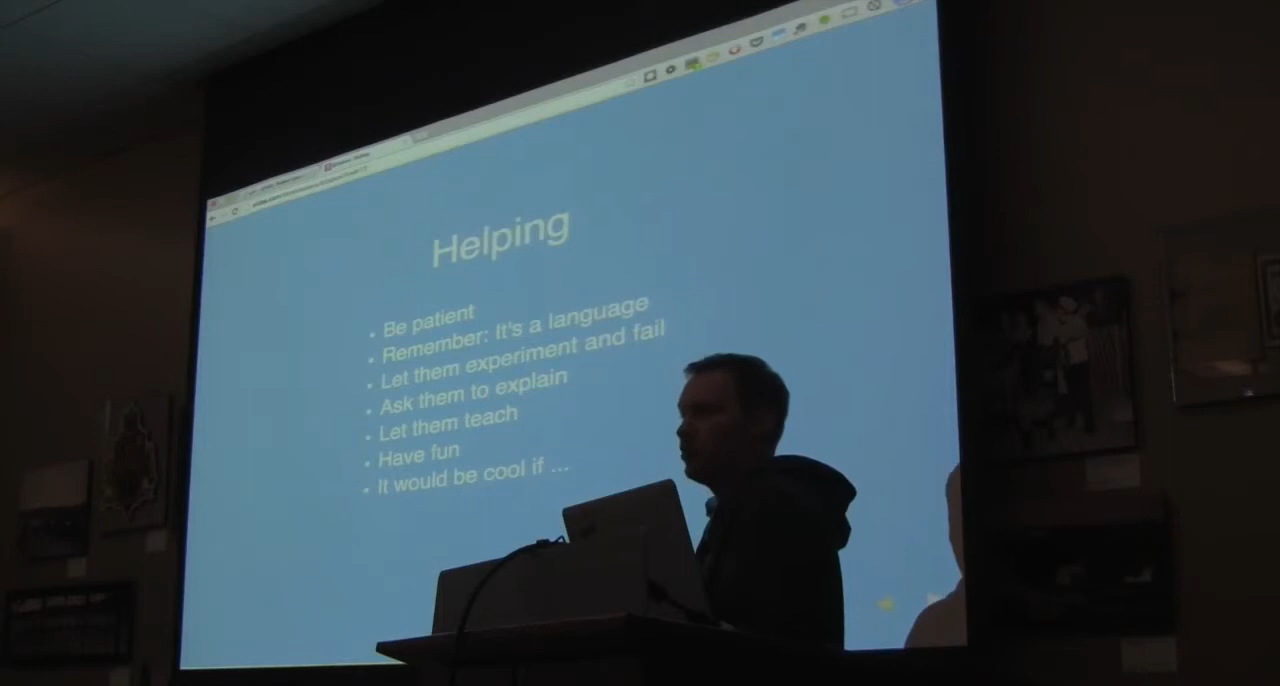 Helping
• Be patient
• Remember: It's a language
• Let them experiment and fail
• Ask them to explain
• Let them teach
• Have fun
• It would be cool if ...